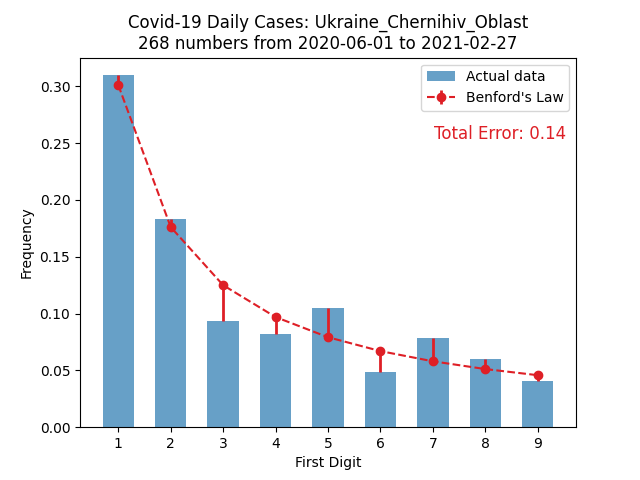 Covid-19 Daily Cases: Ukraine_Chernihiv_Oblast
268 numbers from 2020-06-01 to 2021-02-27
Actual data
Benford's Law
Total Error: 0.14
Frequency
0.30
0.25
0.20
0.15
0.10
0.05
0.00
1 2 3 4 5 6 7 8 9
First Digit